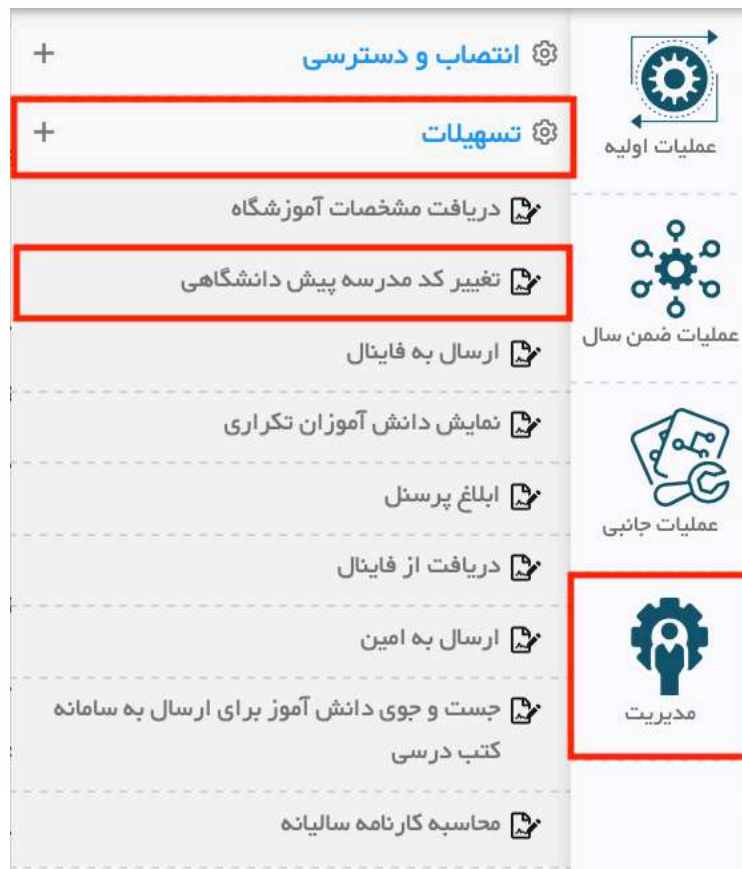 عملیات اولیه
عملیات ضمن سال
عملیات جانبی
مدیریت
انتصاب و دسترسی +
تسهیلات +
دریافت مشخصات آموزشگاه
تغییر کد مدرسه پیش دانشگاهی
ارسال به فاینال
نمایش دانش آموزان تکراری
ابلاغ پرسنل
دریافت از فاینال
ارسال به امین
جست و جوی دانش آموز برای ارسال به سامانه
کتب درسی
محاسبه کارنامه سالیانه